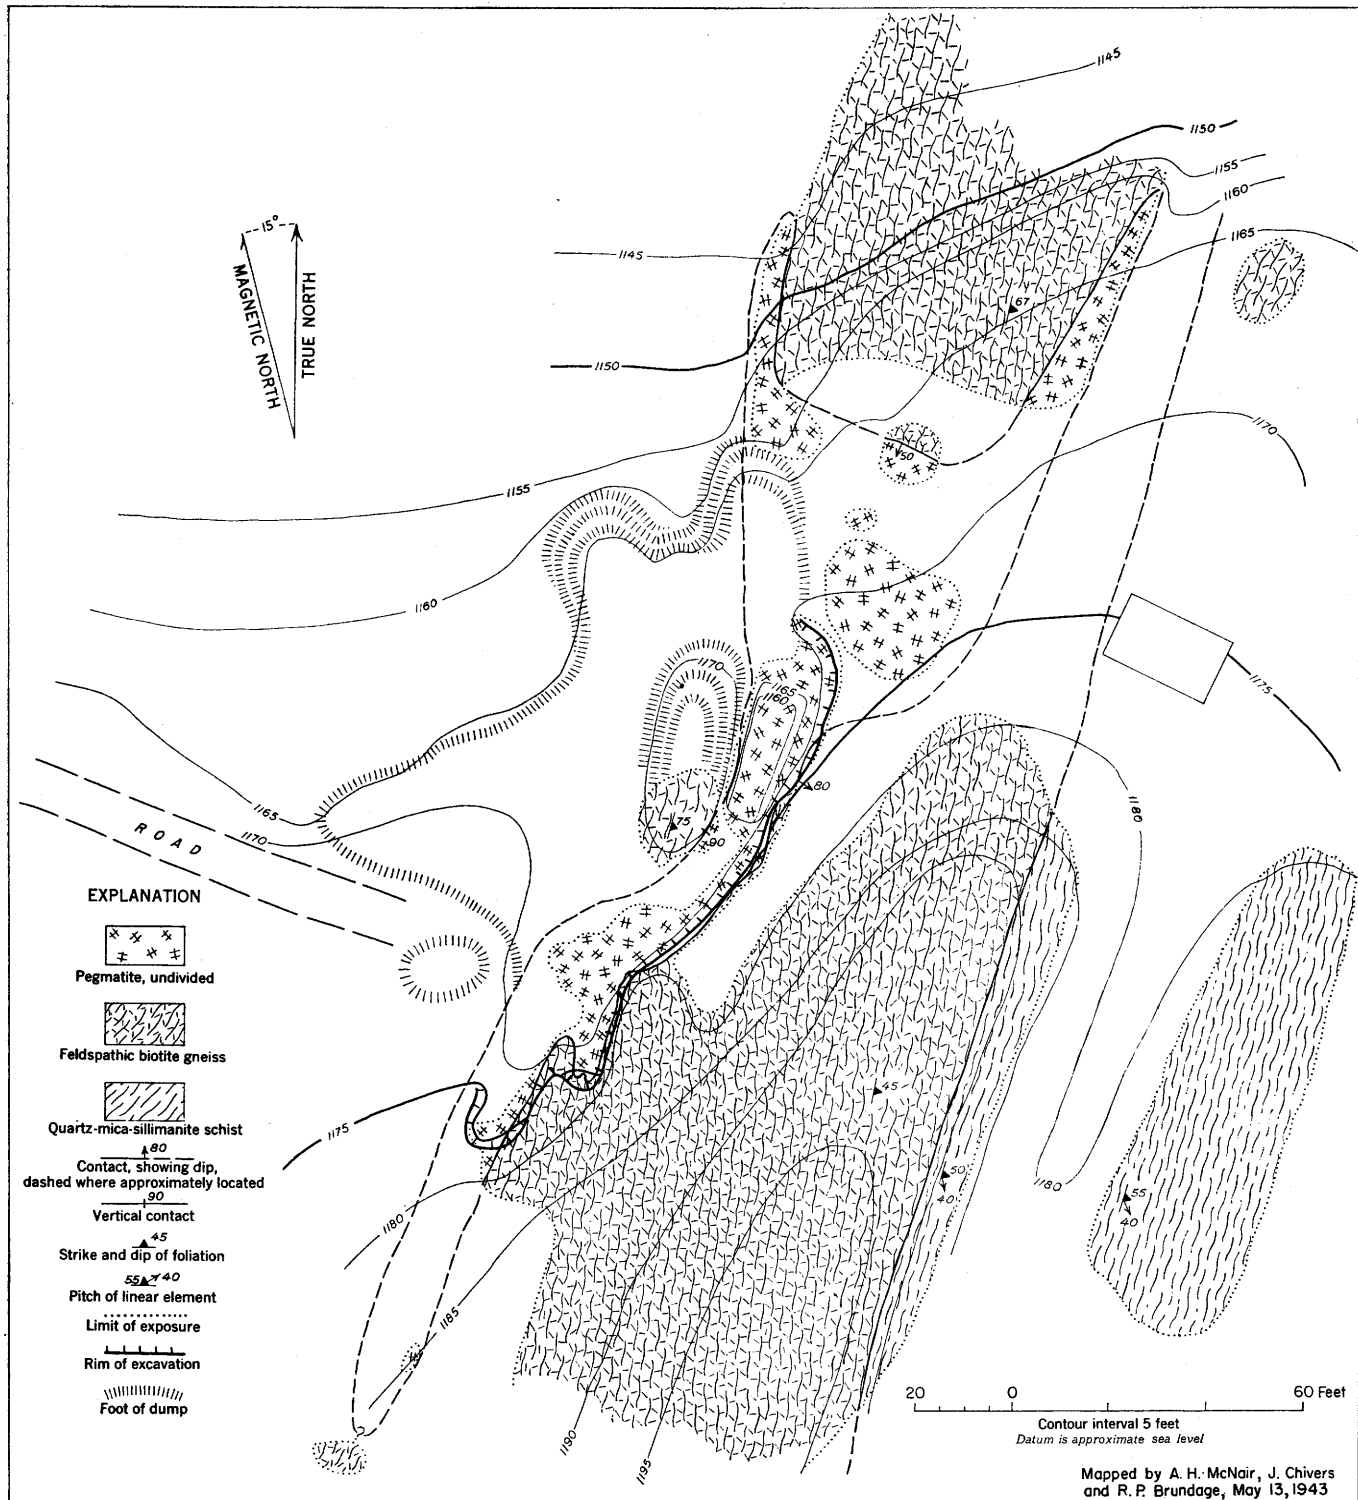 1145
1150
1155
1160
1165
15°
MAGNETIC NORTH
TRUE NORTH
1145
67
1150
1170
50
1155
1160
1170
1165
1160
1175
80
1180
1165
75
1170
90
ROAD
EXPLANATION
Pegmatite, undivided
Feldspathic biotite gneiss
Quartz-mica-sillimanite schist
80
Contact, showing dip,
dashed where approximately located
90
Vertical contact
45
Strike and dip of foliation
55 40
Pitch of linear element
Limit of exposure
Rim of excavation
Foot of dump
45
1175
50
40
1180
55
40
1180
1185
1190
1195
20 0 60 Feet
Contour interval 5 feet
Datum is approximate sea level
Mapped by A. H. McNair, J. Chivers
and R. P. Brundage, May 13, 1943